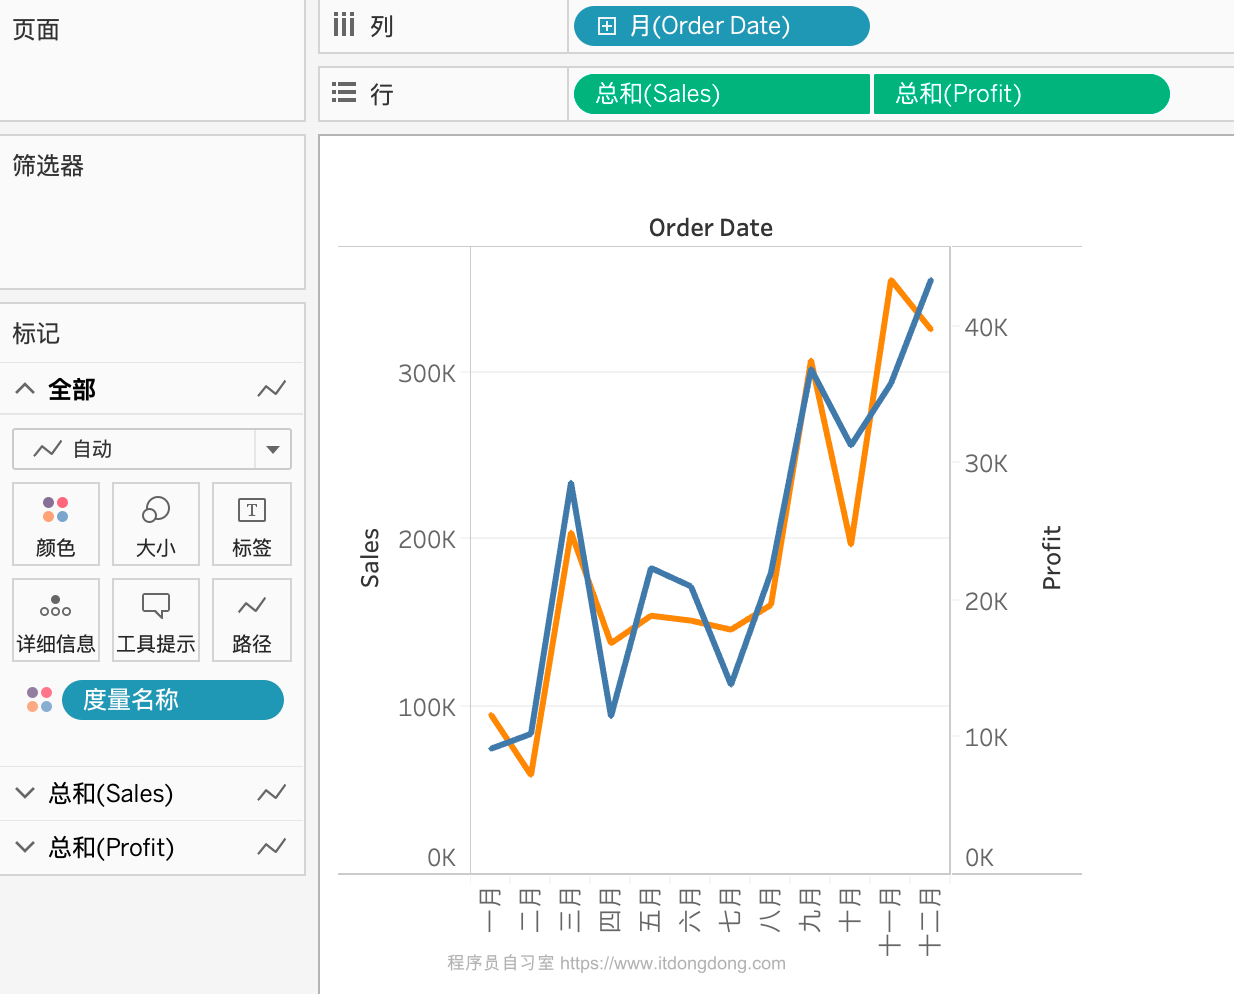 页面
列
月(Order Date)
行
总和(Sales)
总和(Profit)
筛选器
标记
全部
自动
颜色
大小
T
标签
详细信息
工具提示
路径
度量名称
总和(Sales)
总和(Profit)
Order Date
Sales
300K
200K
100K
0K
40K
30K
20K
10K
0K
Profit
一月
二月
三月
四月
五月
六月
七月
八月
九月
十月
十一月
十二月
程序员自习室 https://www.itdongdong.com